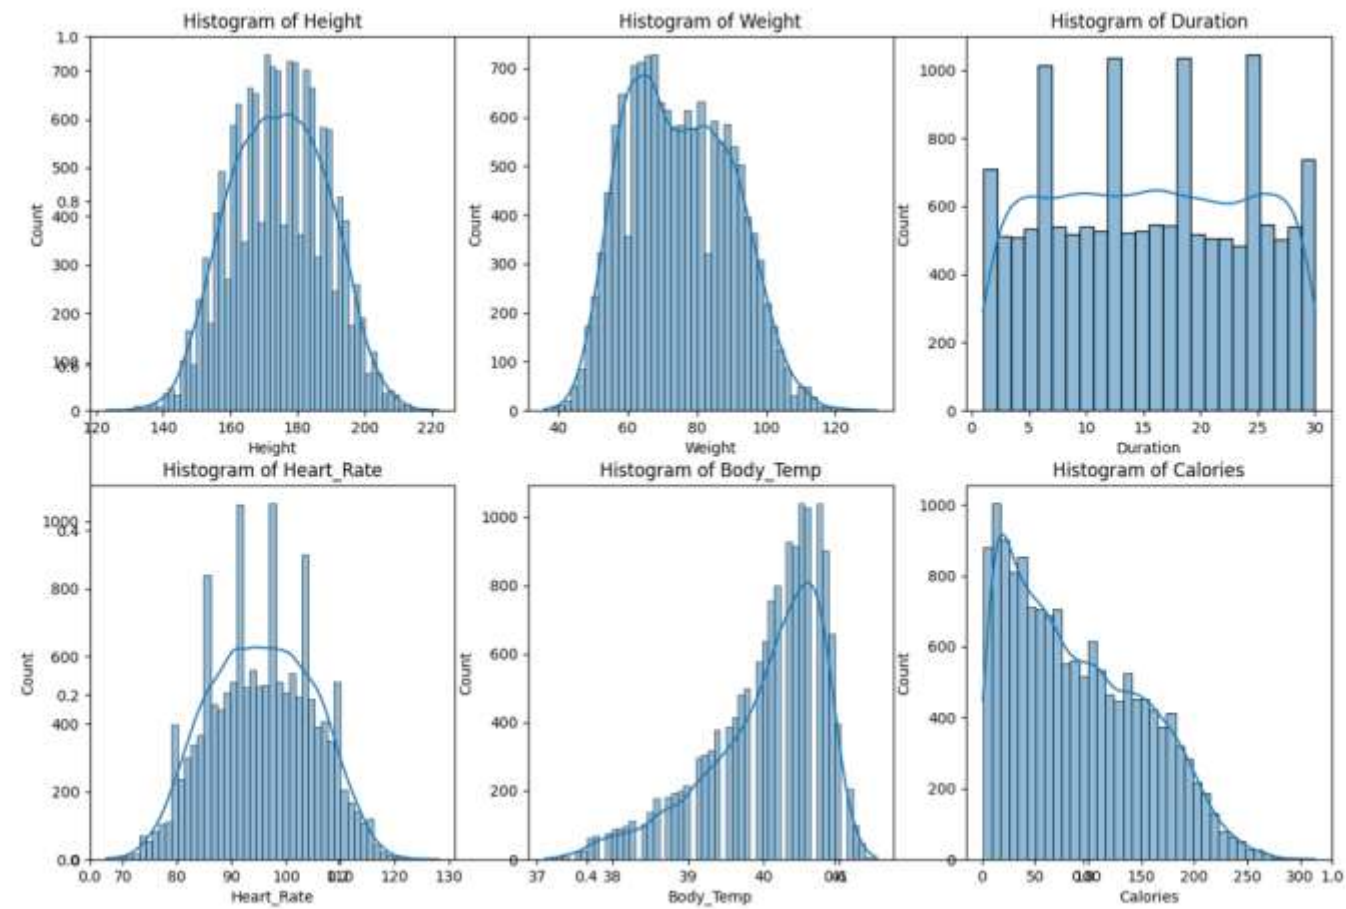 Histogram of Height
1.0
700
600
500
0.8
400
300
200
100
0.6
0
Count
120 140 160 180 200 220
Height
Histogram of Weight
700
600
500
400
300
200
100
0
Count
40 60 80 100 120
Weight
Histogram of Duration
1000
800
600
400
200
0
Count
0 5 10 15 20 25 30
Duration
Histogram of Heart_Rate
1000
0.4
800
600
0.2
400
200
0.0
0
Count
0.0 70 80 90 100 110 0.2 120 130
Heart_Rate
Histogram of Body_Temp
1000
800
600
400
200
0
Count
37 0.4 38 39 40 0.6 41
Body_Temp
Histogram of Calories
1000
800
600
400
200
0
Count
0 50 100 0.8 150 200 250 300 1.0
Calories